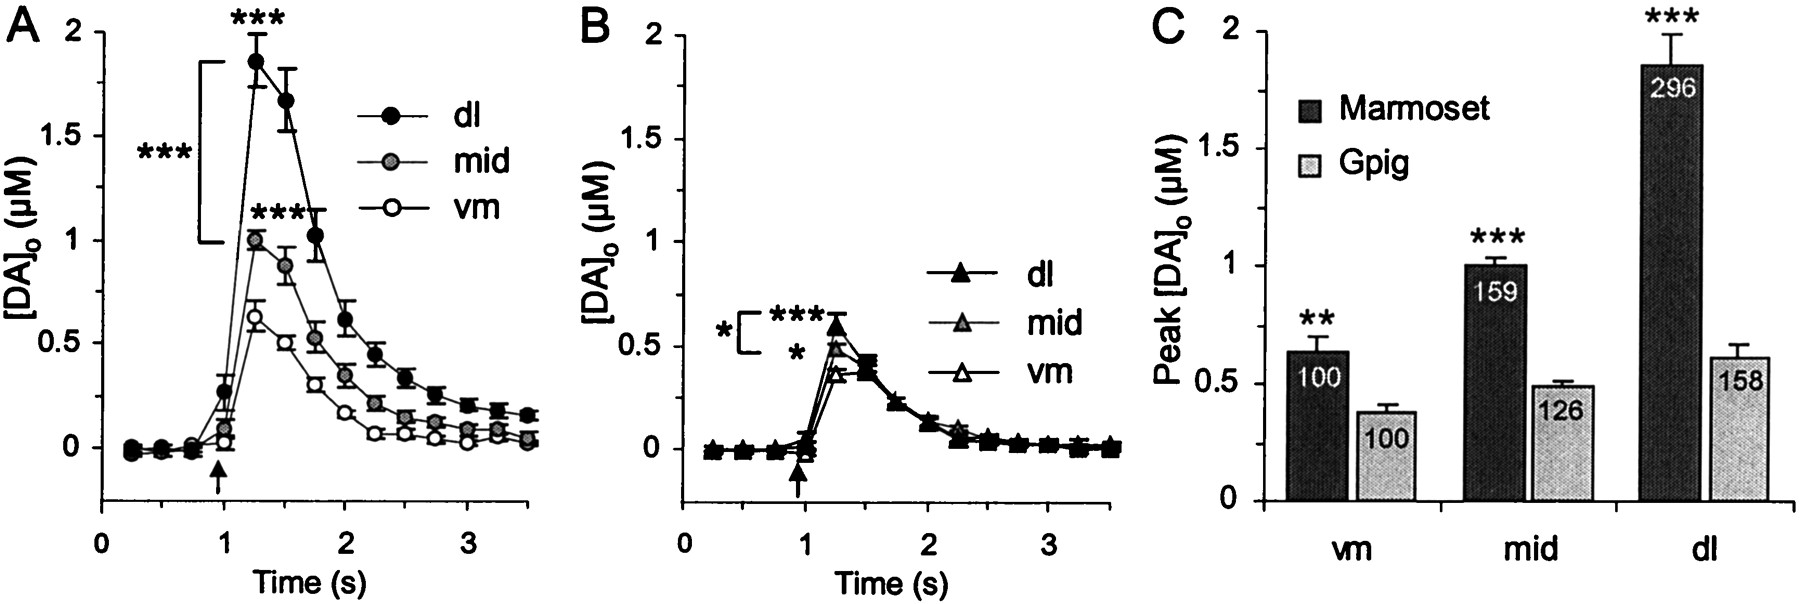 A
***
2
1.5
1
0.5
0
[DA]o (µM)
***
***
dl
mid
vm
0 1 2 3
Time (s)
B
2
1.5
1
0.5
0
[DA]o (µM)
* ***
*
dl
mid
vm
0 1 2 3
Time (s)
C
2
1.5
1
0.5
0
Peak [DA]o (µM)
Marmoset
Gpig
**
***
***
100
100
159
126
296
158
vm mid dl